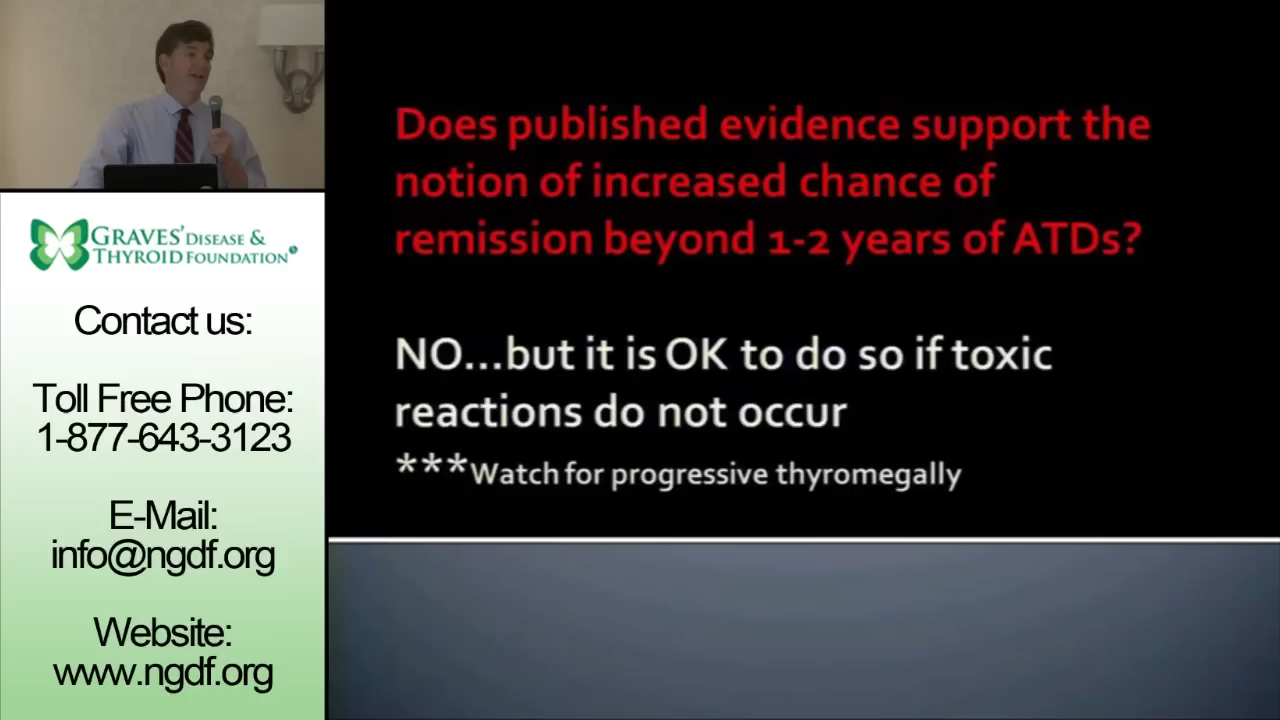 GRAVES' DISEASE &
THYROID FOUNDATION
Contact us:
Toll Free Phone:
1-877-643-3123
E-Mail:
info@ngdf.org
Website:
www.ngdf.org
Does published evidence support the
notion of increased chance of
remission beyond 1-2 years of ATDs?
NO...but it is OK to do so if toxic
reactions do not occur
***Watch for progressive thyromegally